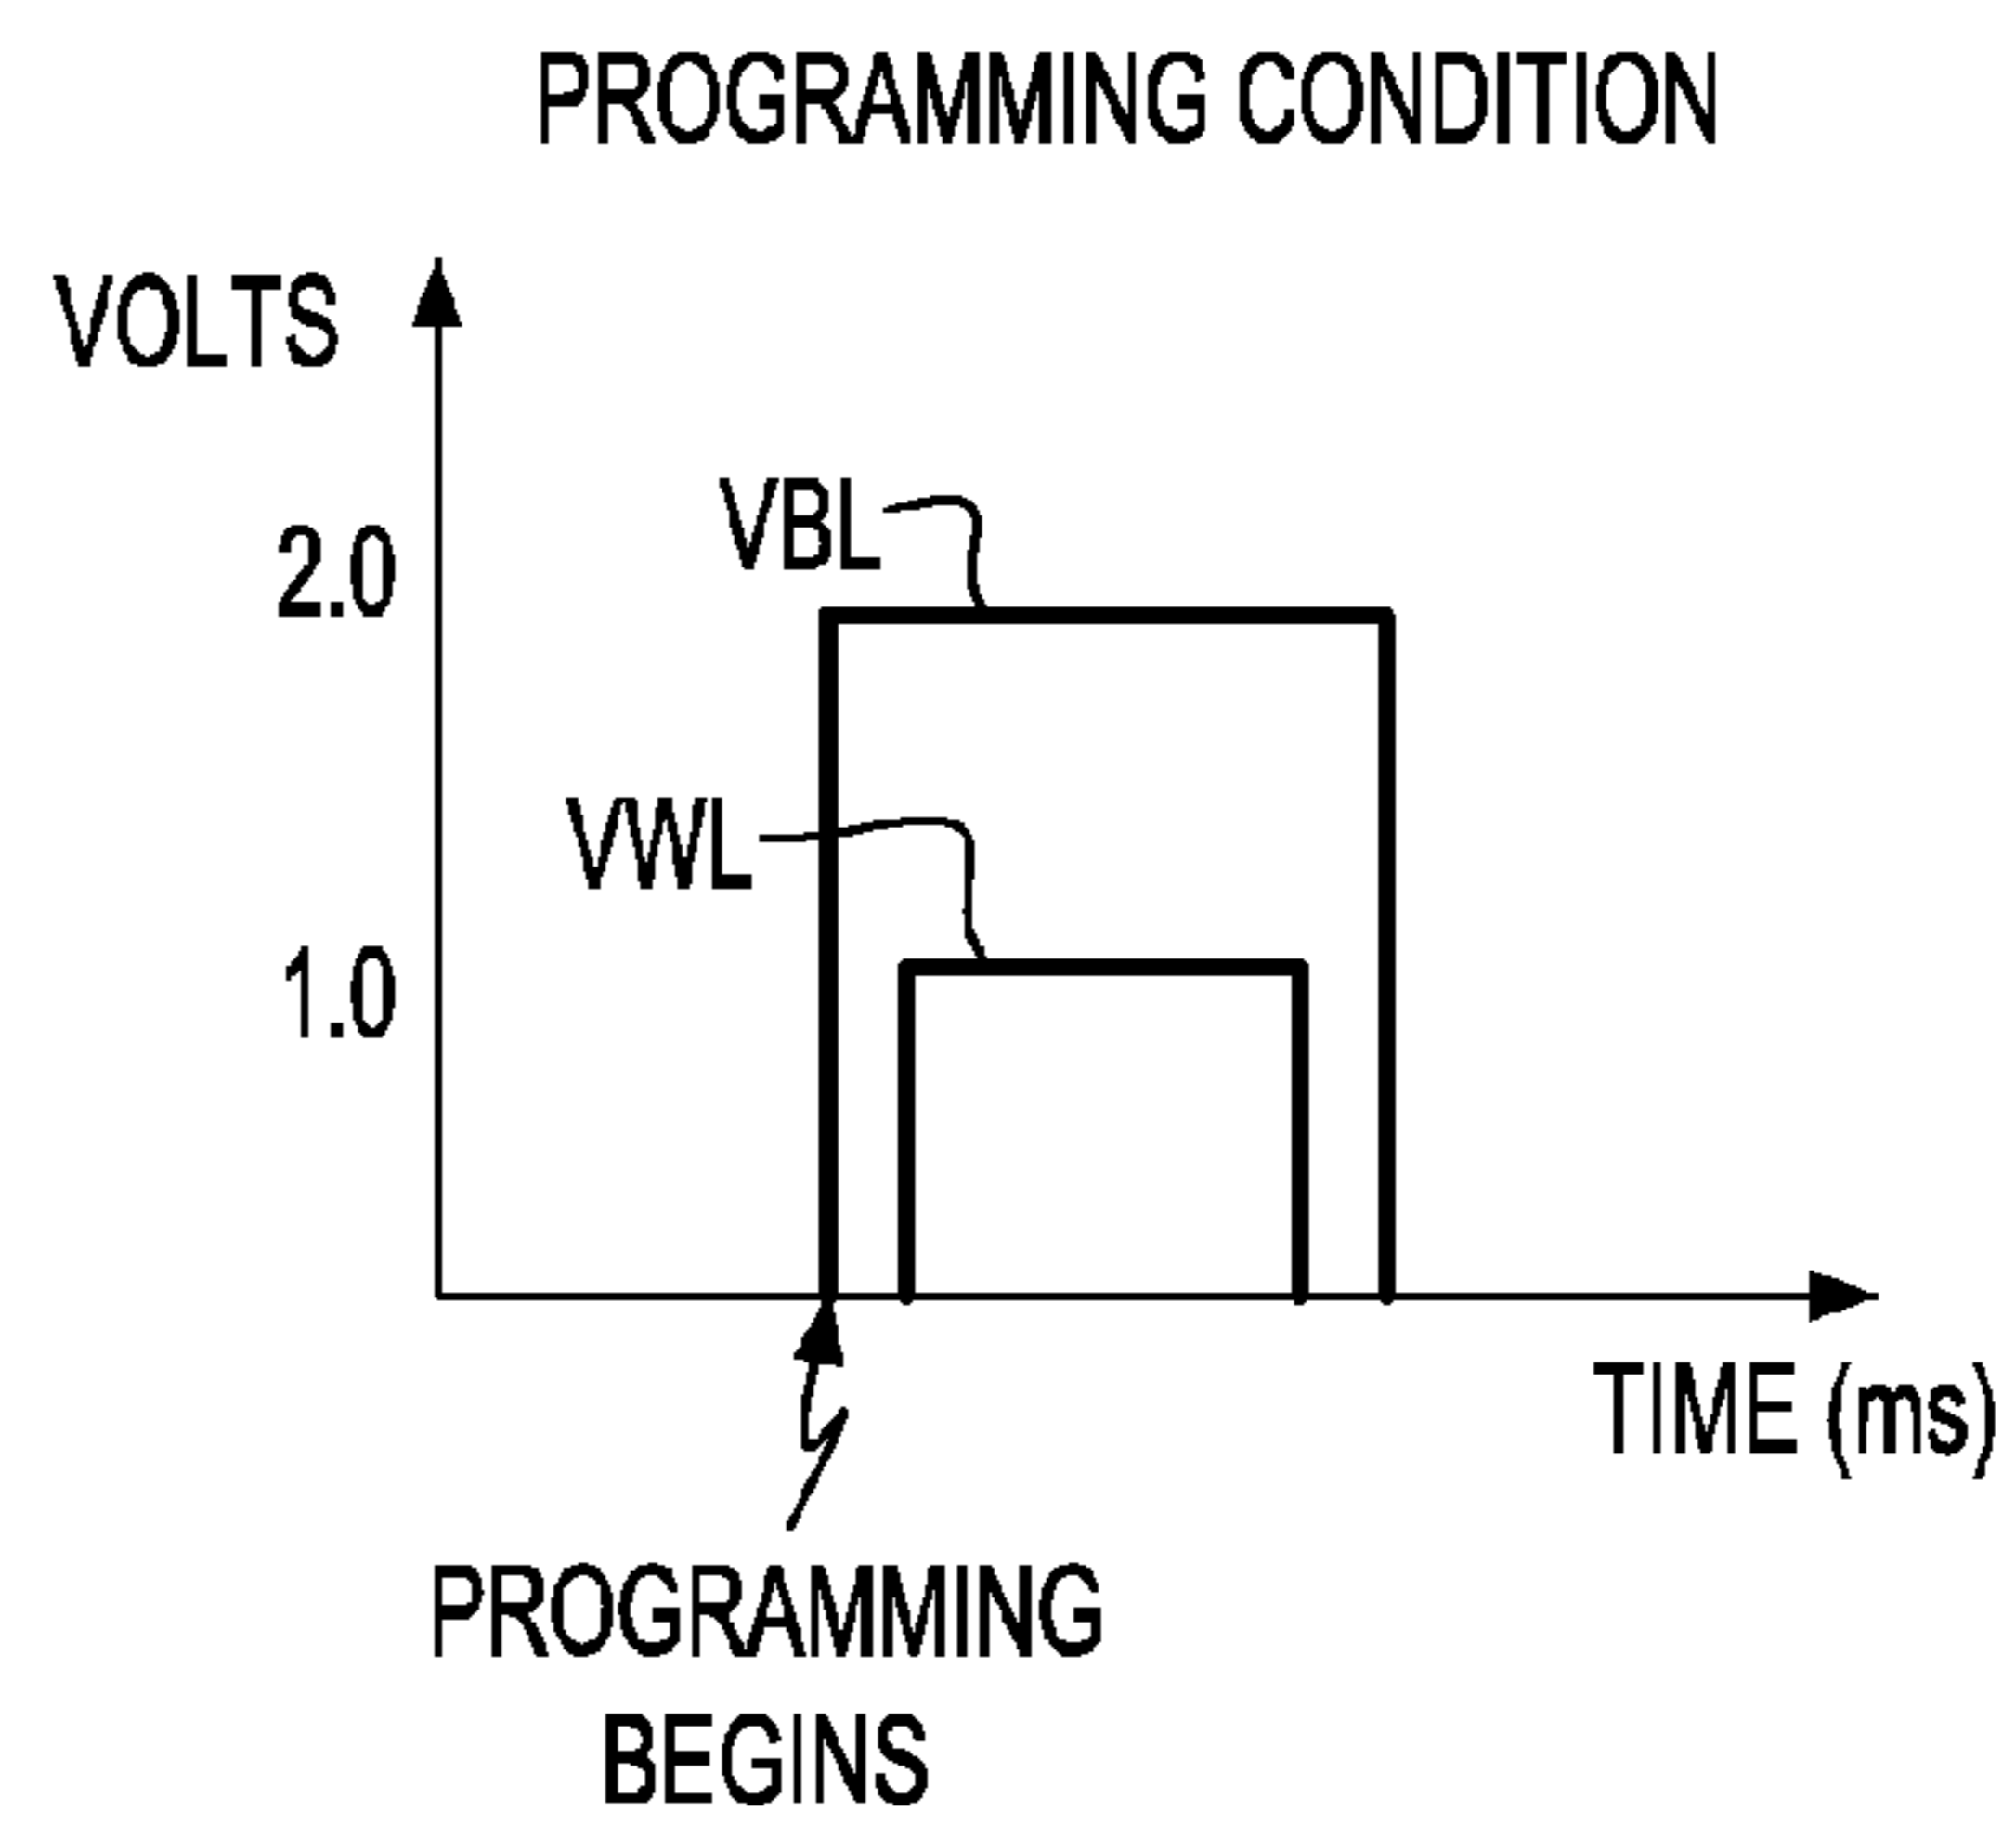 PROGRAMMING CONDITION
VOLTS
VBL
2.0
VWL
1.0
TIME (ms)
PROGRAMMING
BEGINS